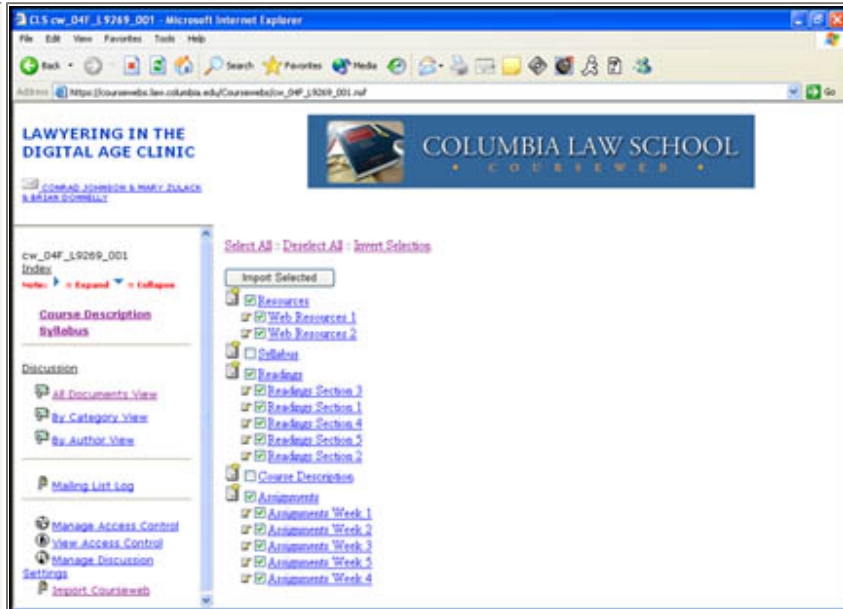 CLS cw_04F_L9269_001 - Microsoft Internet Explorer
File Edit View Favorites Tools Help
Back Search Favorites Media
Address https://coursewebs.law.columbia.edu/Coursewebs/cw_04F_L9269_001.nsf Go
LAWYERING IN THE
DIGITAL AGE CLINIC
CONRAD JOHNSON & MARY ZULACK
& BRIAN DONNELLY
COLUMBIA LAW SCHOOL
• COURSEWEB •
cw_04F_L9269_001
Index
Note: = Expand = Collapse
Course Description
Syllabus
Discussion
All Documents View
By Category View
By Author View
Mailing List Log
Manage Access Control
View Access Control
Manage Discussion
Settings
Import Courseweb
Select All :: Deselect All :: Invert Selection
Import Selected
Resources
Web Resources 1
Web Resources 2
Syllabus
Readings
Readings Section 3
Readings Section 1
Readings Section 4
Readings Section 5
Readings Section 2
Course Description
Assignments
Assignments Week 1
Assignments Week 2
Assignments Week 3
Assignments Week 5
Assignments Week 4